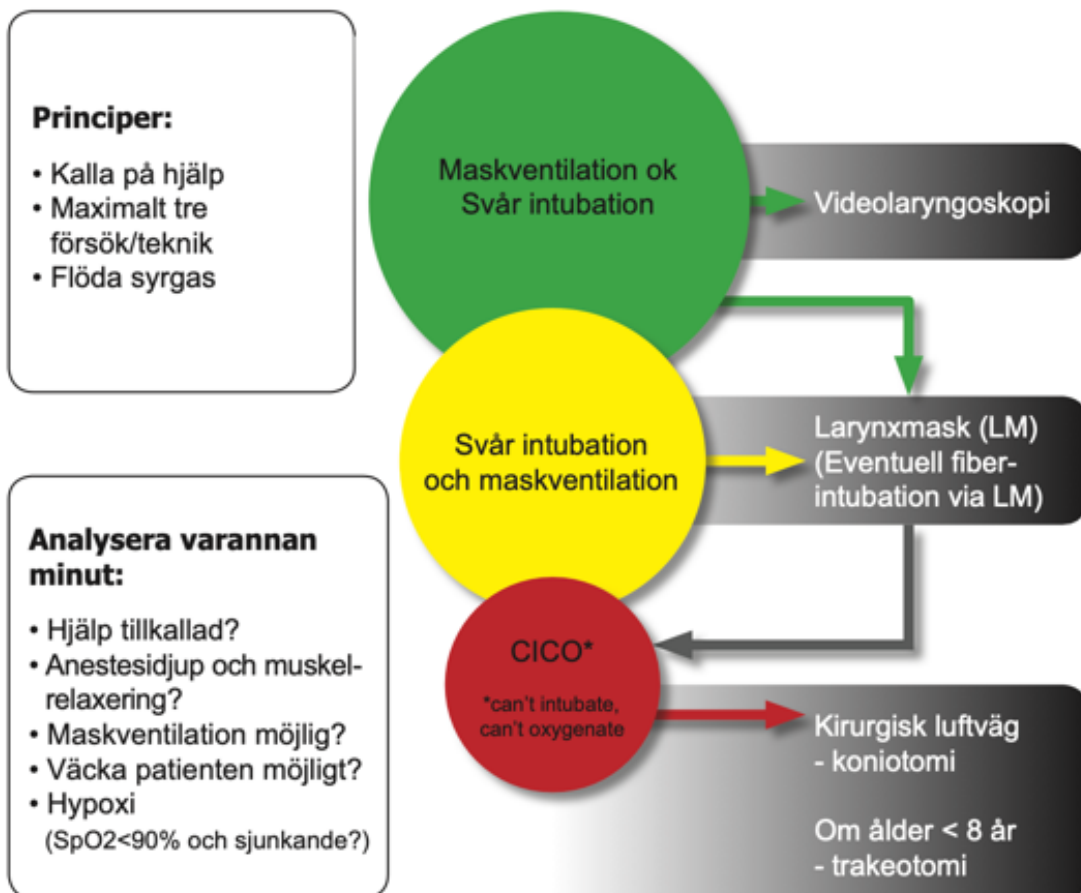 Principer:
• Kalla på hjälp
• Maximalt tre
försök/teknik
• Flöda syrgas
Maskventilation ok
Svår intubation
Videolaryngoskopi
Svår intubation
och maskventilation
Larynxmask (LM)
(Eventuell fiber-
intubation via LM)
Analysera varannan
minut:
• Hjälp tillkallad?
• Anestesidjup och muskel-
relaxering?
• Maskventilation möjlig?
• Väcka patienten möjligt?
• Hypoxi
(SpO2<90% och sjunkande?)
CICO*
*can't intubate,
can't oxygenate
Kirurgisk luftväg
- koniotomi
Om ålder < 8 år
- trakeotomi